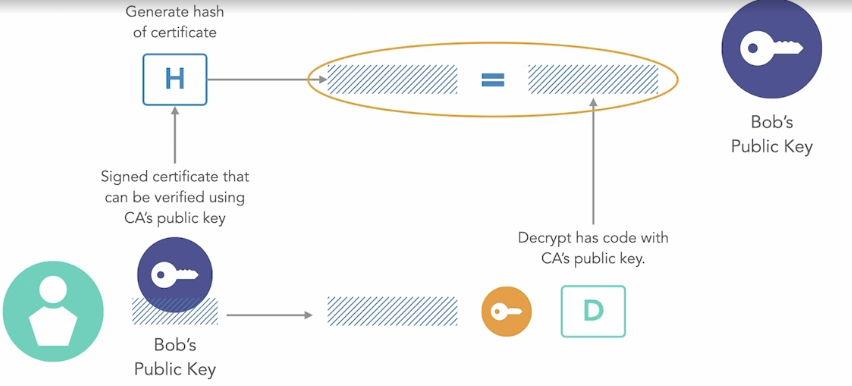 Generate hash
of certificate
H
=
Bob's
Public Key
Signed certificate that
can be verified using
CA's public key
Decrypt has code with
CA's public key.
D
Bob's
Public Key